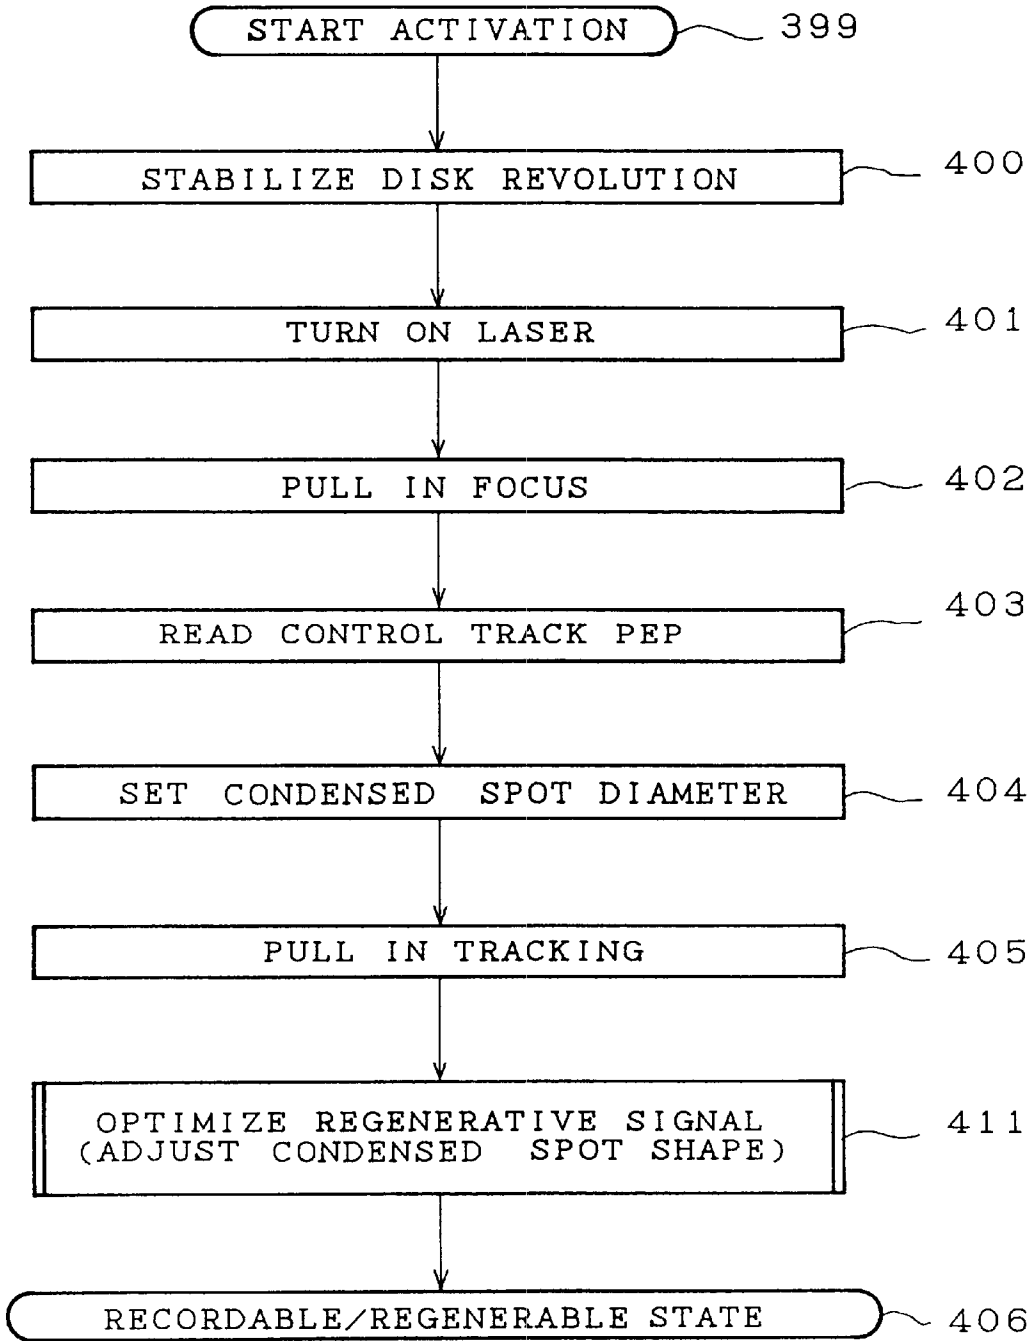 START ACTIVATION 399
STABILIZE DISK REVOLUTION 400
TURN ON LASER 401
PULL IN FOCUS 402
READ CONTROL TRACK PEP 403
SET CONDENSED SPOT DIAMETER 404
PULL IN TRACKING 405
OPTIMIZE REGENERATIVE SIGNAL 411
(ADJUST CONDENSED SPOT SHAPE)
RECORDABLE/REGENERABLE STATE 406